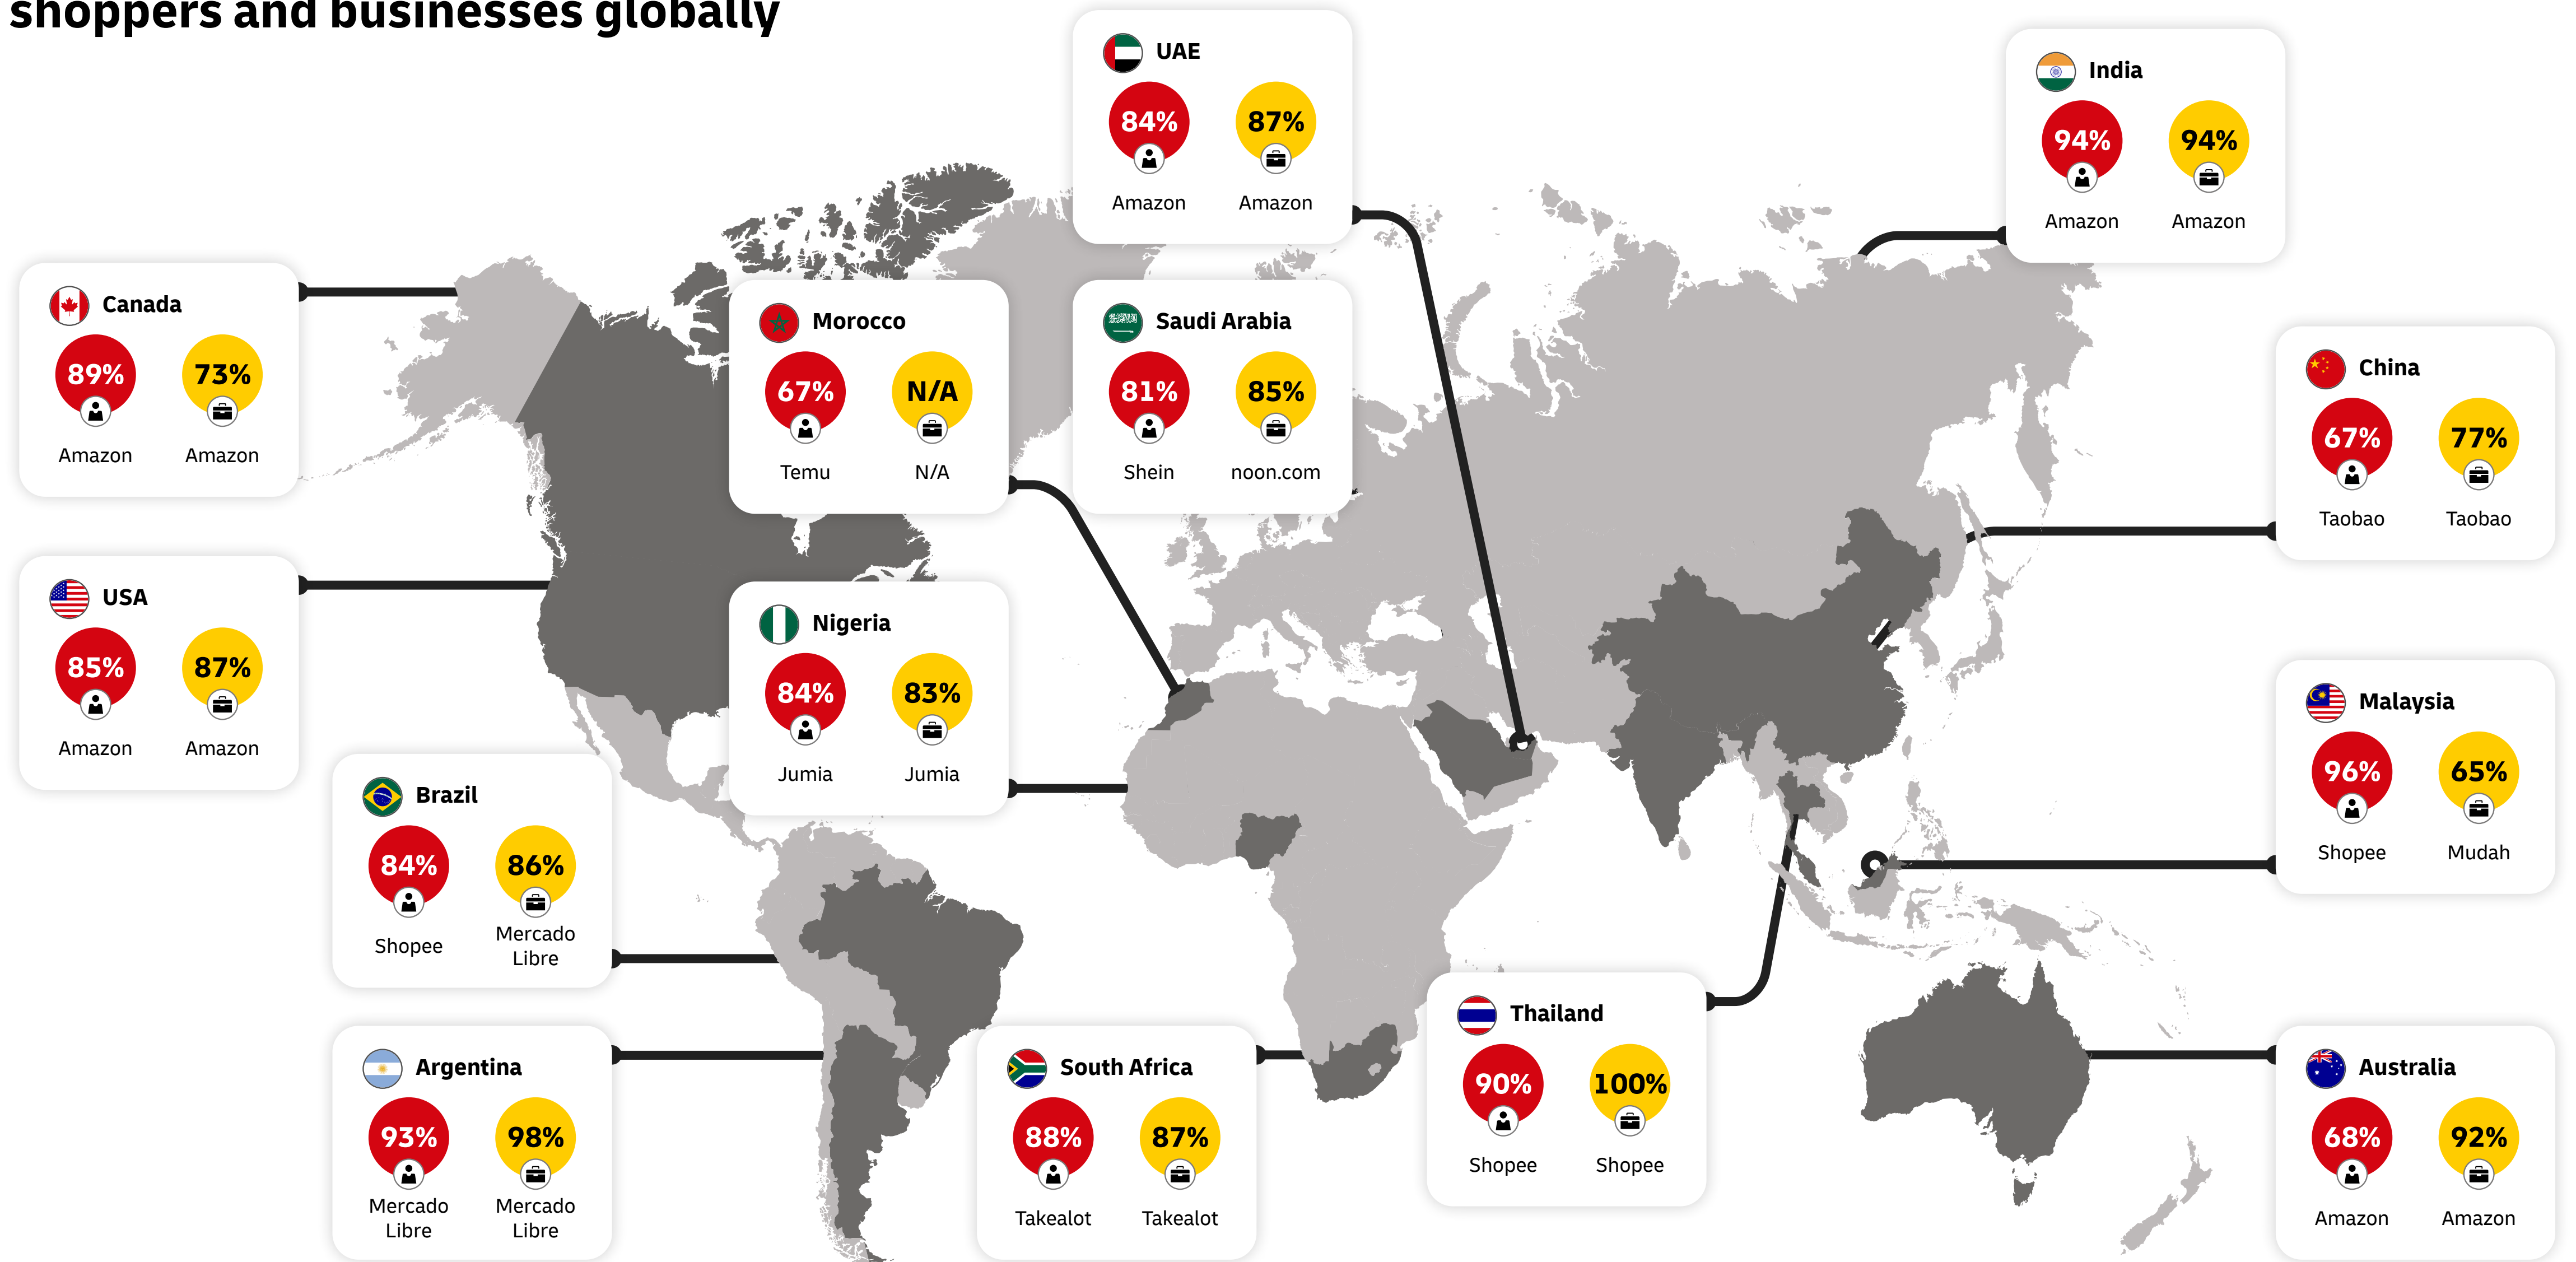 shoppers and businesses globally
UAE
84% 87%
Amazon Amazon
India
94% 94%
Amazon Amazon
Canada
89% 73%
Amazon Amazon
Morocco
67% N/A
Temu N/A
Saudi Arabia
81% 85%
Shein noon.com
China
67% 77%
Taobao Taobao
USA
85% 87%
Amazon Amazon
Nigeria
84% 83%
Jumia Jumia
Malaysia
96% 65%
Shopee Mudah
Brazil
84% 86%
Shopee Mercado
Libre
Thailand
90% 100%
Shopee Shopee
Argentina
93% 98%
Mercado Mercado
Libre Libre
South Africa
88% 87%
Takealot Takealot
Australia
68% 92%
Amazon Amazon